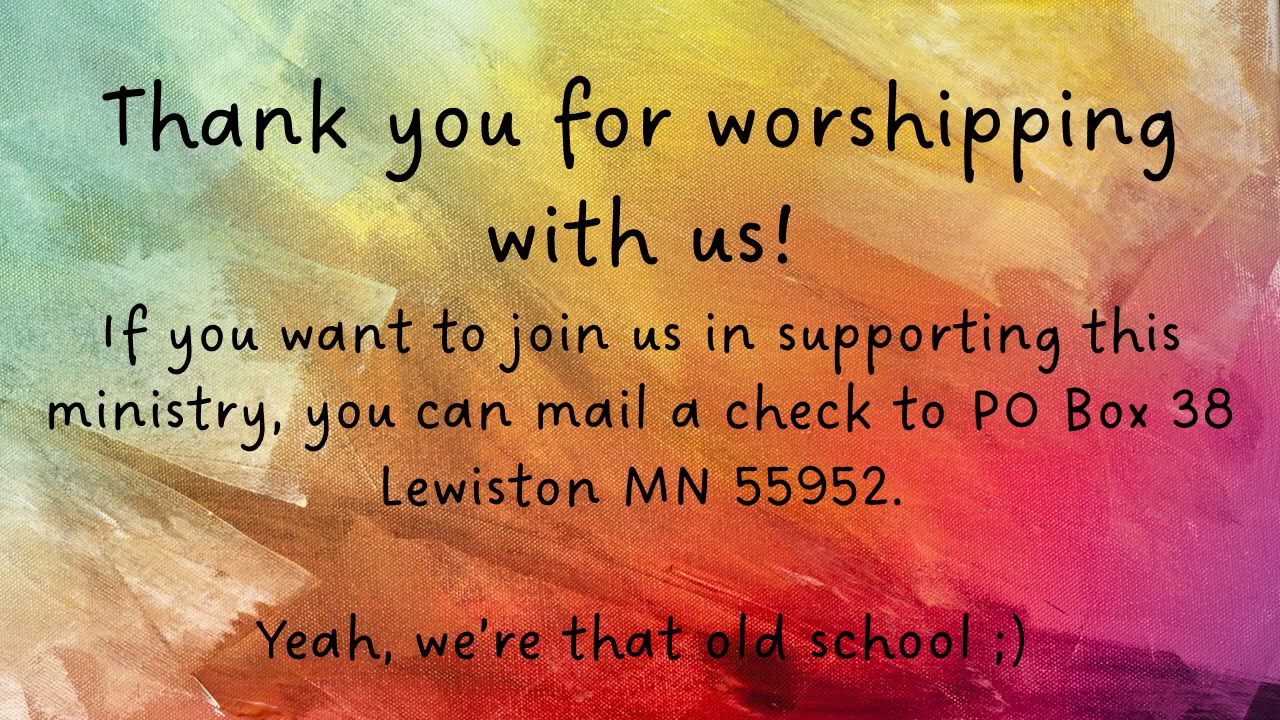 Thank you for worshipping
with us!
If you want to join us in supporting this
ministry, you can mail a check to PO Box 38
Lewiston MN 55952.
Yeah, we're that old school ;)